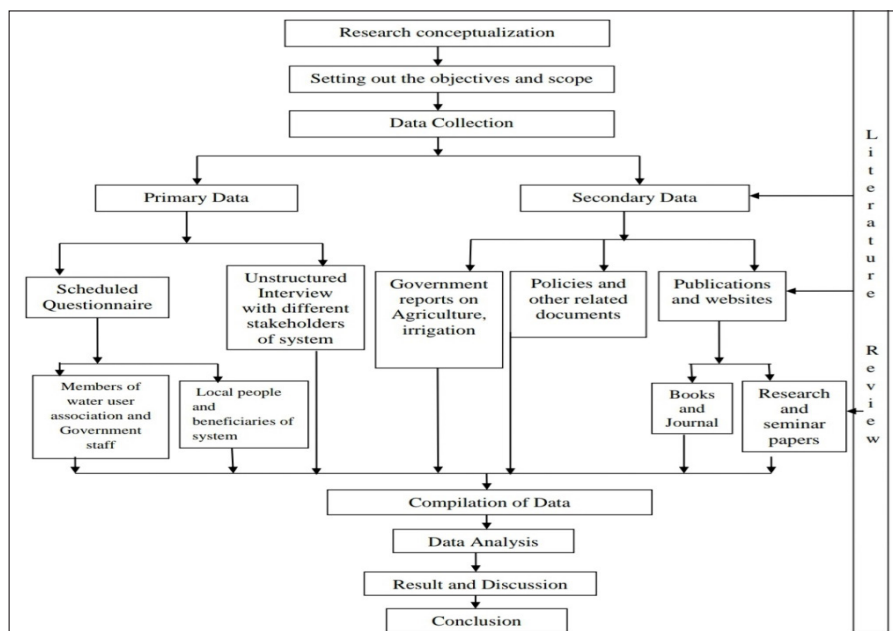 Research conceptualization
Setting out the objectives and scope
Data Collection
Primary Data
Secondary Data
Scheduled
Questionnaire
Unstructured
Interview
with different
stakeholders
of system
Government
reports on
Agriculture,
irrigation
Policies and
other related
documents
Publications
and websites
Members of
water user
association and
Government
staff
Local people
and
beneficiaries of
system
Books
and
Journal
Research
and
seminar
papers
Compilation of Data
Data Analysis
Result and Discussion
Conclusion
Litterature Review